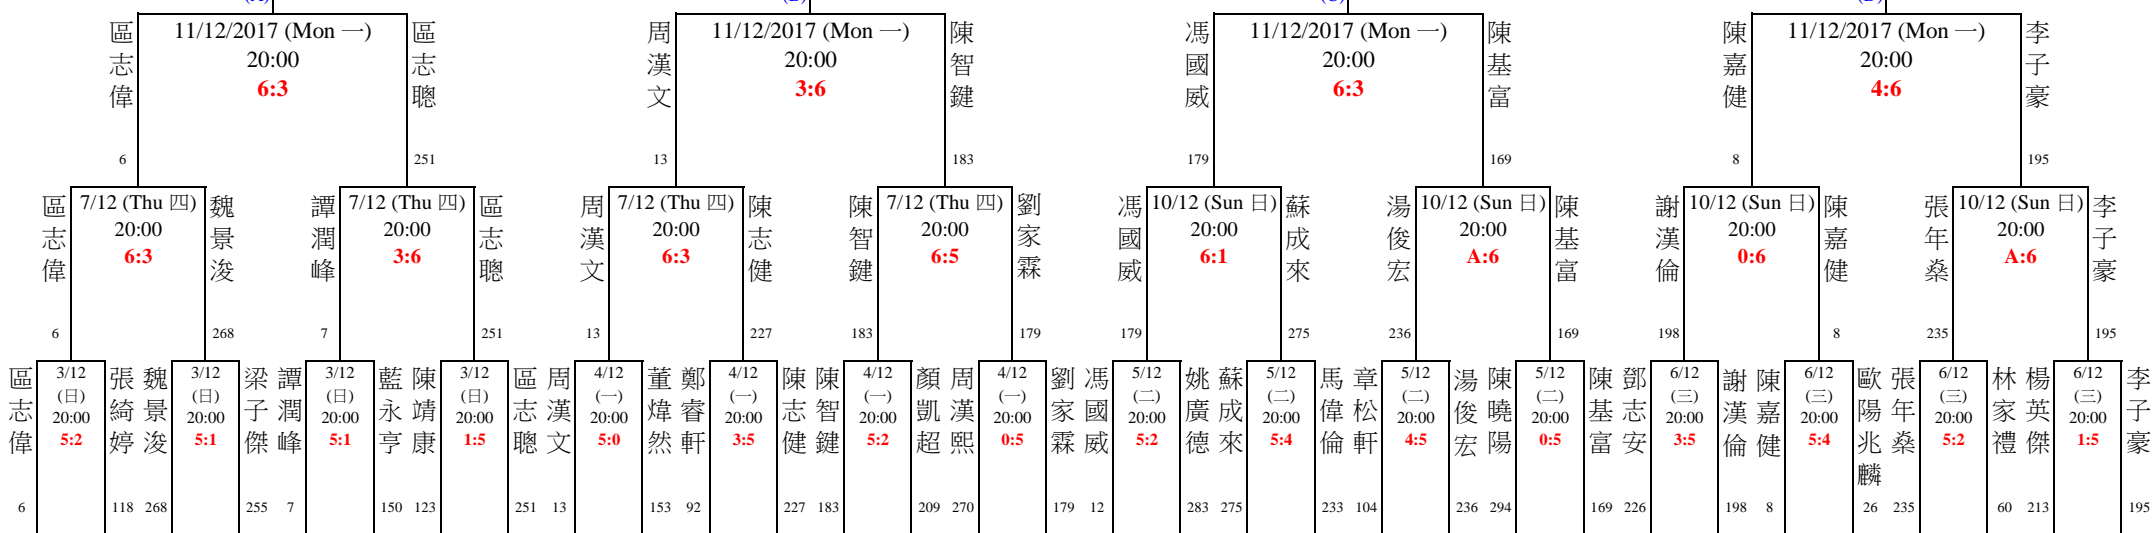 (A) (B) (C) (D)
區志偉 11/12/2017 (Mon 一) 區志聰 周漢文 11/12/2017 (Mon 一) 陳智鍵 馮國威 11/12/2017 (Mon 一) 陳基富 陳嘉健 11/12/2017 (Mon 一) 李子豪
20:00 20:00 20:00 20:00
6:3 3:6 6:3 4:6
6 251 13 183 179 169 8 195
區志偉 7/12 (Thu 四) 魏景浚 譚潤峰 7/12 (Thu 四) 區志聰 周漢文 7/12 (Thu 四) 陳志健 陳智鍵 7/12 (Thu 四) 劉家霖 馮國威 10/12 (Sun 日) 蘇成來 湯俊宏 10/12 (Sun 日) 陳基富 謝漢倫 10/12 (Sun 日) 陳嘉健 張年燊 10/12 (Sun 日) 李子豪
20:00 20:00 20:00 20:00 20:00 20:00 20:00 20:00
6:3 3:6 6:3 6:5 6:1 A:6 0:6 A:6
6 268 7 251 13 227 183 179 179 275 236 169 198 8 235 195
區志偉 3/12 張綺婷 魏景浚 3/12 梁子傑 譚潤峰 3/12 藍永亨 陳靖康 3/12 區志聰 周漢文 4/12 董煒然 鄭睿軒 4/12 陳志健 陳智鍵 4/12 顏凱超 周漢熙 4/12 劉家霖 馮國威 5/12 姚廣德 蘇成來 5/12 馬偉倫 章松軒 5/12 湯俊宏 陳曉陽 5/12 陳基富 鄧志安 6/12 謝漢倫 陳嘉健 6/12 歐陽兆麟 張年燊 6/12 林家禮 楊英傑 6/12 李子豪
(日) (日) (日) (日) (一) (一) (一) (一) (二) (二) (二) (二) (三) (三) (三) (三)
20:00 20:00 20:00 20:00 20:00 20:00 20:00 20:00 20:00 20:00 20:00 20:00 20:00 20:00 20:00 20:00
5:2 5:1 5:1 1:5 5:0 3:5 5:2 0:5 5:2 5:4 4:5 0:5 3:5 5:4 5:2 1:5
6 118 268 255 7 150 123 251 13 153 92 227 183 209 270 179 12 283 275 233 104 236 294 169 226 198 8 26 235 60 213 195